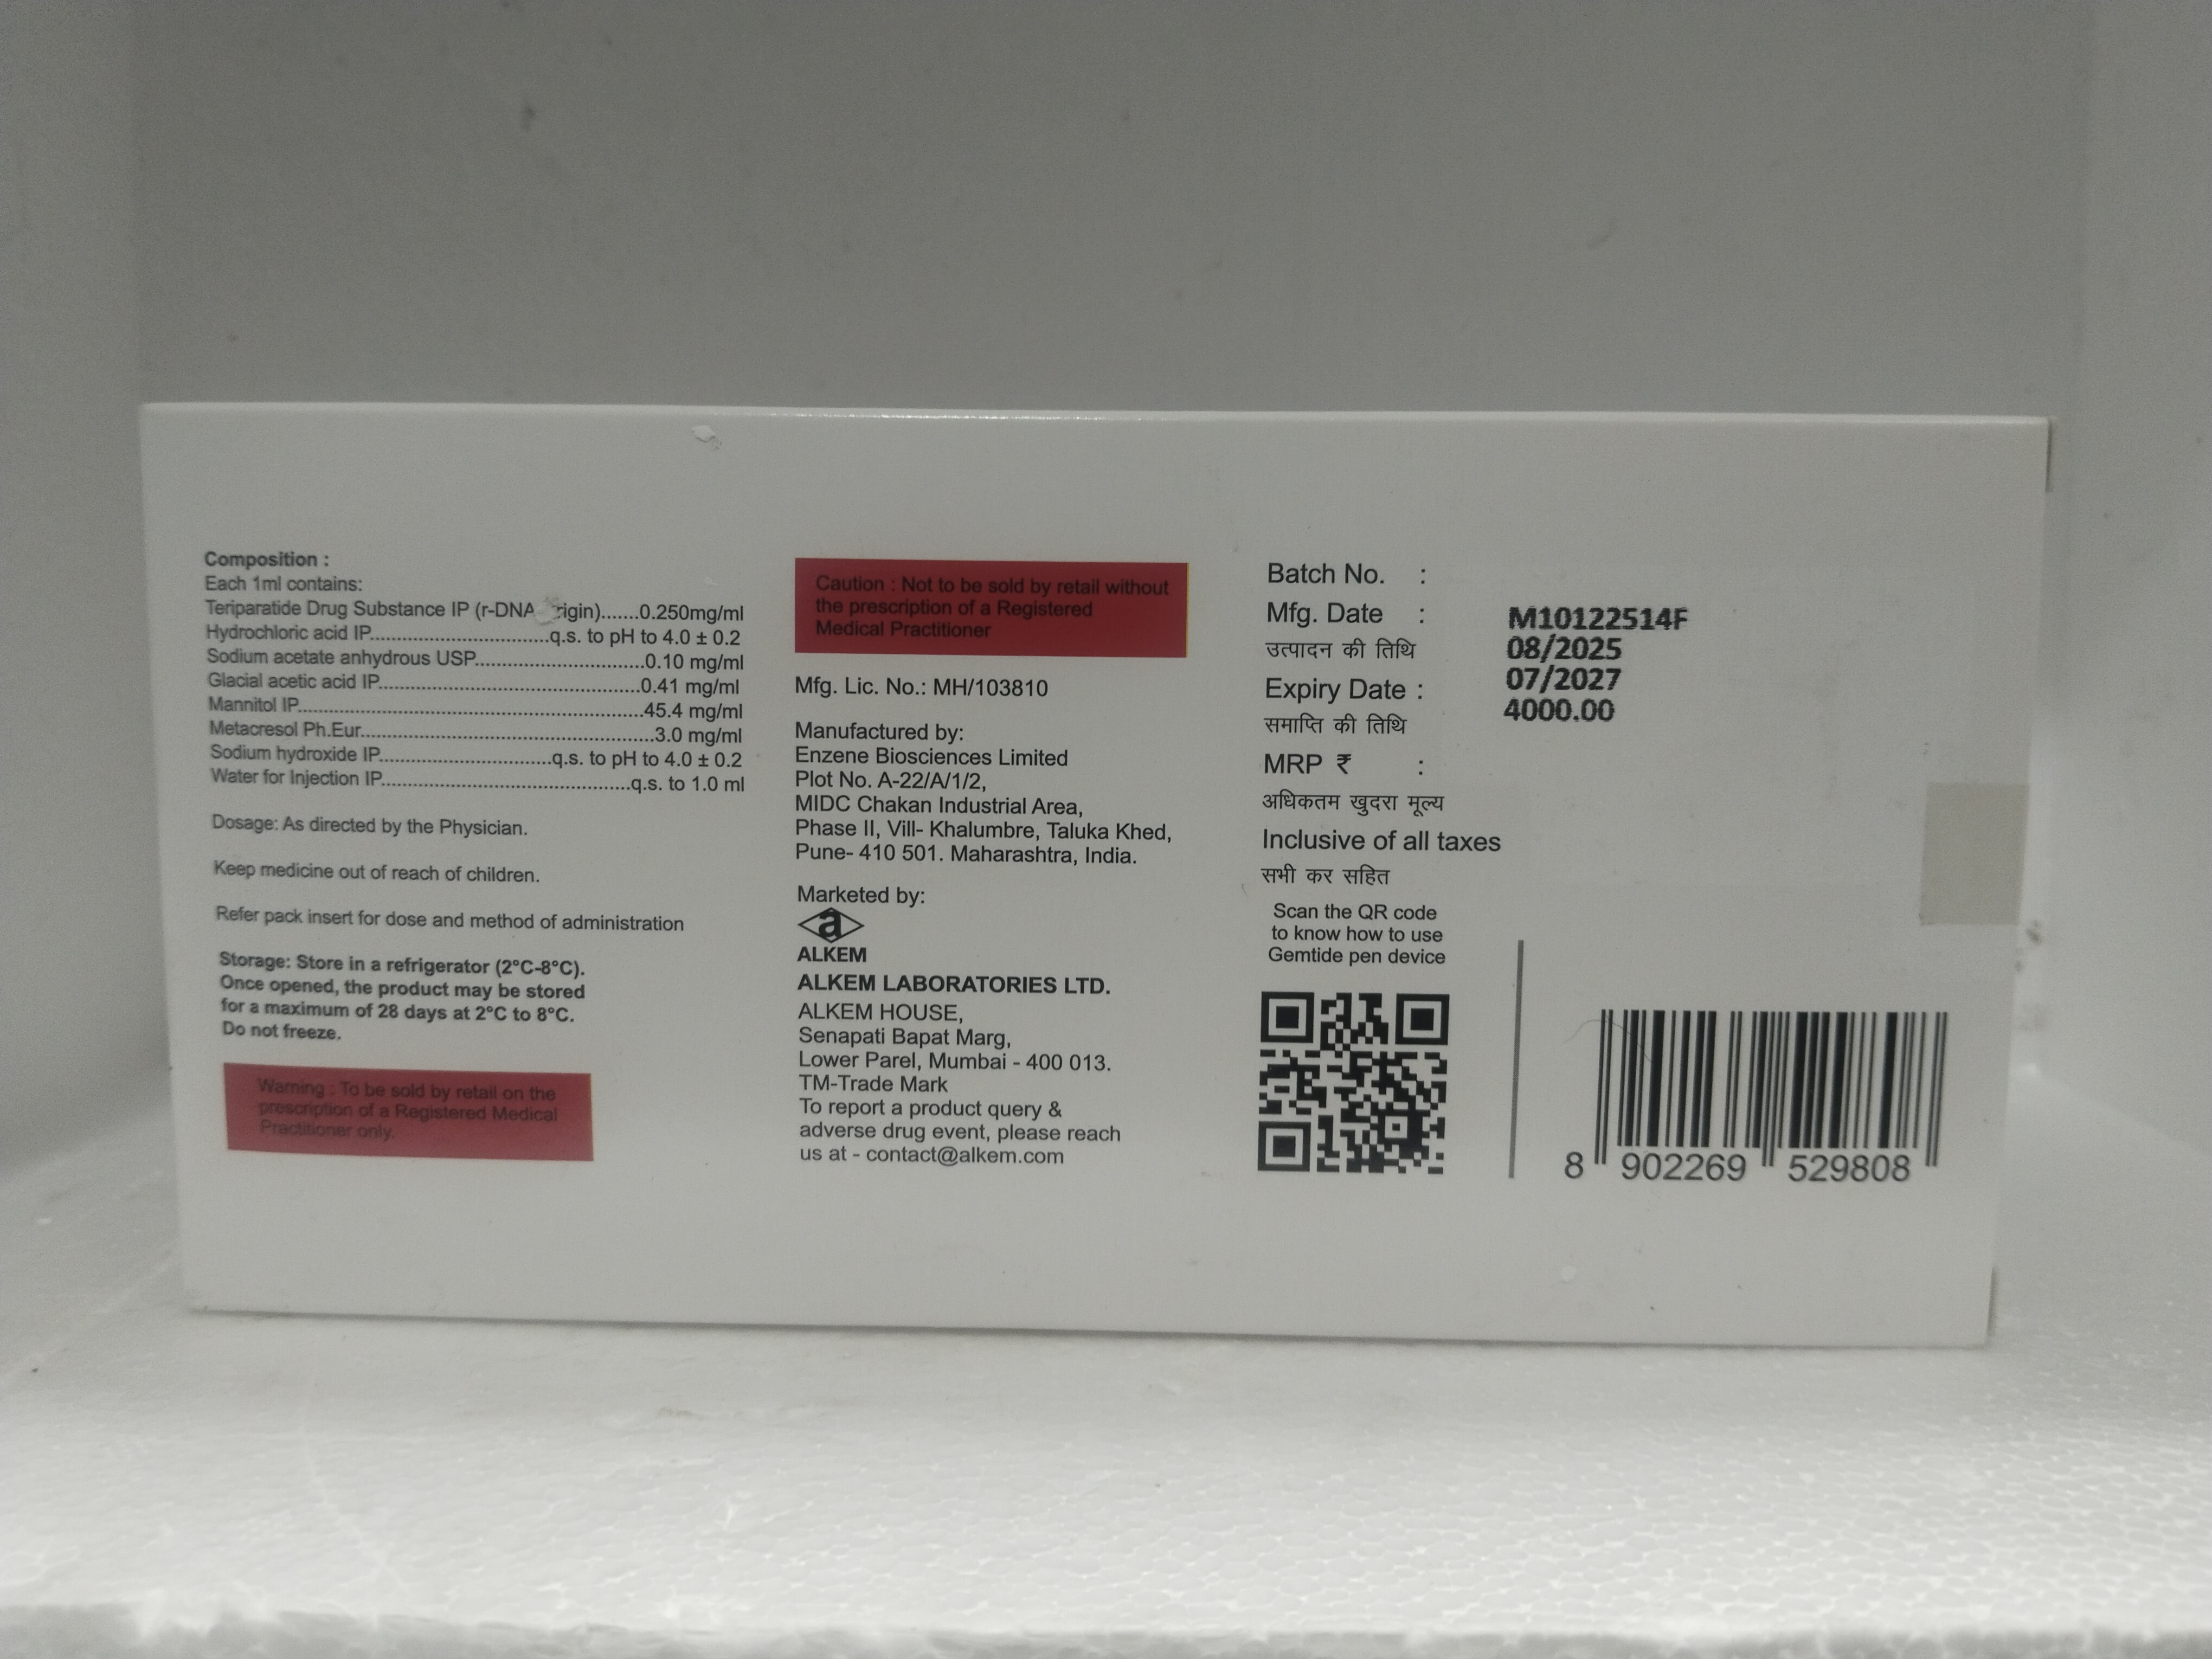 Composition :
Each 1ml contains:
Teriparatide Drug Substance IP (r-DNA rigin)......0.250mg/ml
Hydrochloric acid IP..............................q.s. to pH to 4.0 ± 0.2
Sodium acetate anhydrous USP............................0.10 mg/ml
Glacial acetic acid IP...........................................0.41 mg/ml
Mannitol IP.........................................................45.4 mg/ml
Metacresol Ph.Eur.................................................3.0 mg/ml
Sodium hydroxide IP.............................q.s. to pH to 4.0 ± 0.2
Water for Injection IP..........................................q.s. to 1.0 ml
Dosage: As directed by the Physician.
Keep medicine out of reach of children.
Refer pack insert for dose and method of administration
Storage: Store in a refrigerator (2°C-8°C).
Once opened, the product may be stored
for a maximum of 28 days at 2°C to 8°C.
Do not freeze.
Warning : To be sold by retail on the
prescription of a Registered Medical
Practitioner only.
Caution : Not to be sold by retail without
the prescription of a Registered
Medical Practitioner
Mfg. Lic. No.: MH/103810
Manufactured by:
Enzene Biosciences Limited
Plot No. A-22/A/1/2,
MIDC Chakan Industrial Area,
Phase II, Vill- Khalumbre, Taluka Khed,
Pune- 410 501. Maharashtra, India.
Marketed by:
a
ALKEM
ALKEM LABORATORIES LTD.
ALKEM HOUSE,
Senapati Bapat Marg,
Lower Parel, Mumbai - 400 013.
TM-Trade Mark
To report a product query &
adverse drug event, please reach
us at - contact@alkem.com
Batch No. :
Mfg. Date :
उत्पादन की तिथि
Expiry Date :
समाप्ति की तिथि
MRP ₹ :
अधिकतम खुदरा मूल्य
Inclusive of all taxes
सभी कर सहित
M10122514F
08/2025
07/2027
4000.00
Scan the QR code
to know how to use
Gemtide pen device
8 902269 529808